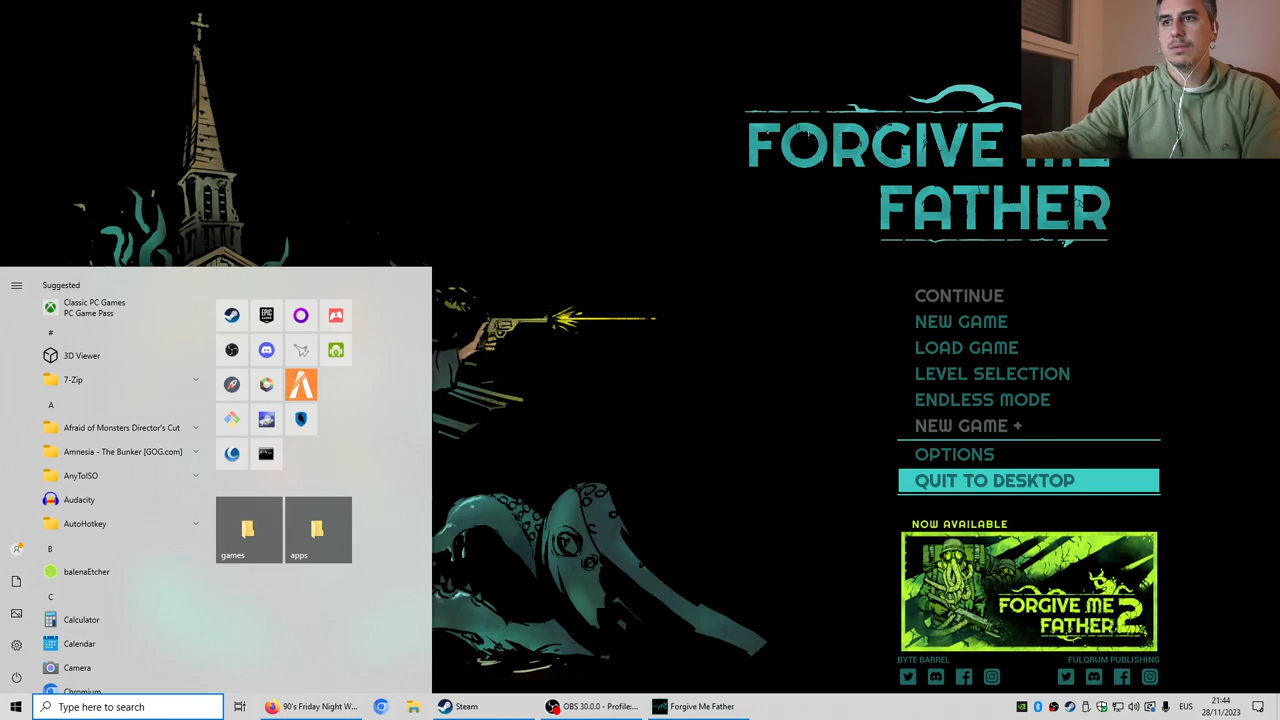 FORGIVE ME
FATHER
Suggested
Classic PC Games
PC Game Pass
#
3D Viewer
7-Zip
A
Afraid of Monsters Director's Cut
Amnesia - The Bunker [GOG.com]
AnyToISO
Audacity
AutoHotkey
B
balenaEtcher
C
Calculator
Calendar
Camera
Chromium
games
apps
CONTINUE
NEW GAME
LOAD GAME
LEVEL SELECTION
ENDLESS MODE
NEW GAME +
OPTIONS
QUIT TO DESKTOP
NOW AVAILABLE
FORGIVE ME
FATHER 2
BYTE BARREL
FULQRUM PUBLISHING
Type here to search
90's Friday Night W...
Steam
OBS 30.0.0 - Profile:...
Forgive Me Father
EUS
21:44
28/11/2023